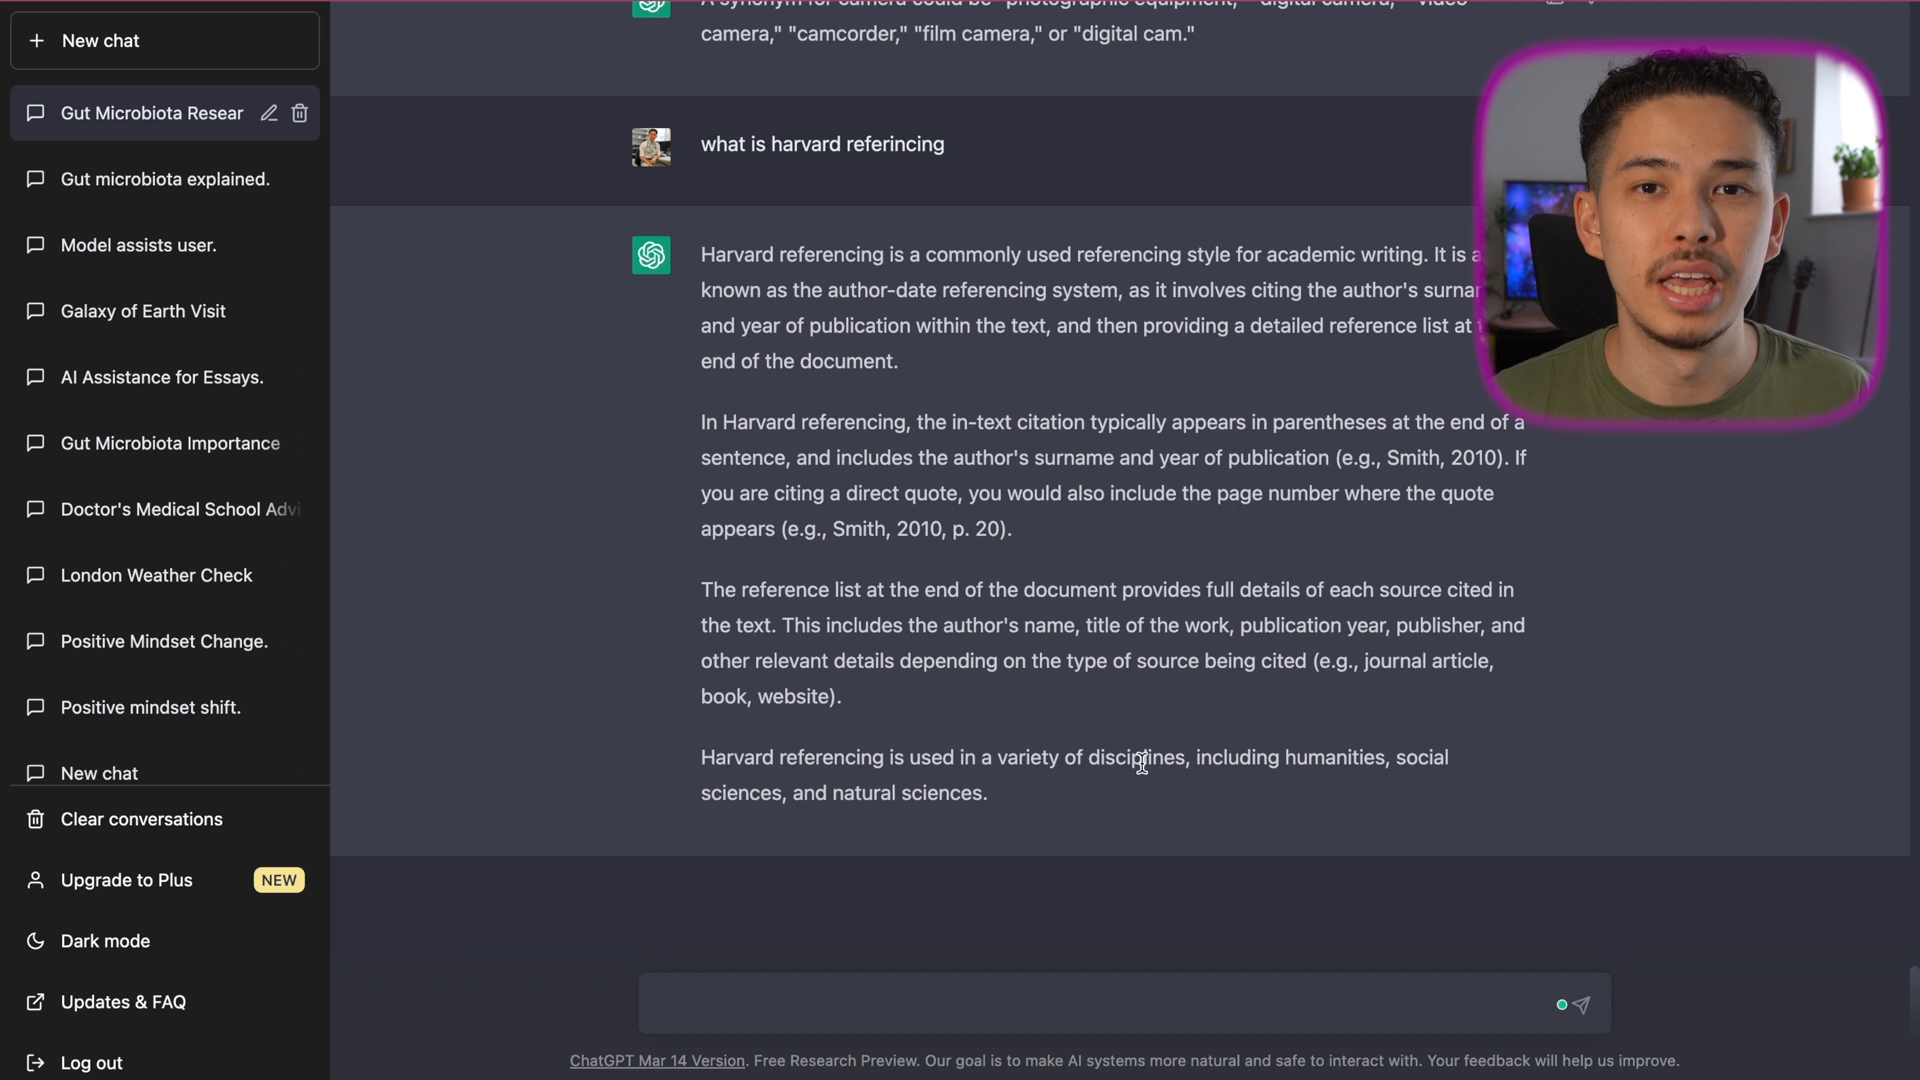 New chat
Gut Microbiota Resear
Gut microbiota explained.
Model assists user.
Galaxy of Earth Visit
AI Assistance for Essays.
Gut Microbiota Importance
Doctor's Medical School Advi
London Weather Check
Positive Mindset Change.
Positive mindset shift.
New chat
Clear conversations
Upgrade to Plus NEW
Dark mode
Updates & FAQ
Log out
A synonym for camera could be "photographic equipment," "digital camera," "video
camera," "camcorder," "film camera," or "digital cam."
what is harvard referincing
Harvard referencing is a commonly used referencing style for academic writing. It is a
known as the author-date referencing system, as it involves citing the author's surnar
and year of publication within the text, and then providing a detailed reference list at
end of the document.
In Harvard referencing, the in-text citation typically appears in parentheses at the end of a
sentence, and includes the author's surname and year of publication (e.g., Smith, 2010). If
you are citing a direct quote, you would also include the page number where the quote
appears (e.g., Smith, 2010, p. 20).
The reference list at the end of the document provides full details of each source cited in
the text. This includes the author's name, title of the work, publication year, publisher, and
other relevant details depending on the type of source being cited (e.g., journal article,
book, website).
Harvard referencing is used in a variety of disciplines, including humanities, social
sciences, and natural sciences.
ChatGPT Mar 14 Version. Free Research Preview. Our goal is to make AI systems more natural and safe to interact with. Your feedback will help us improve.